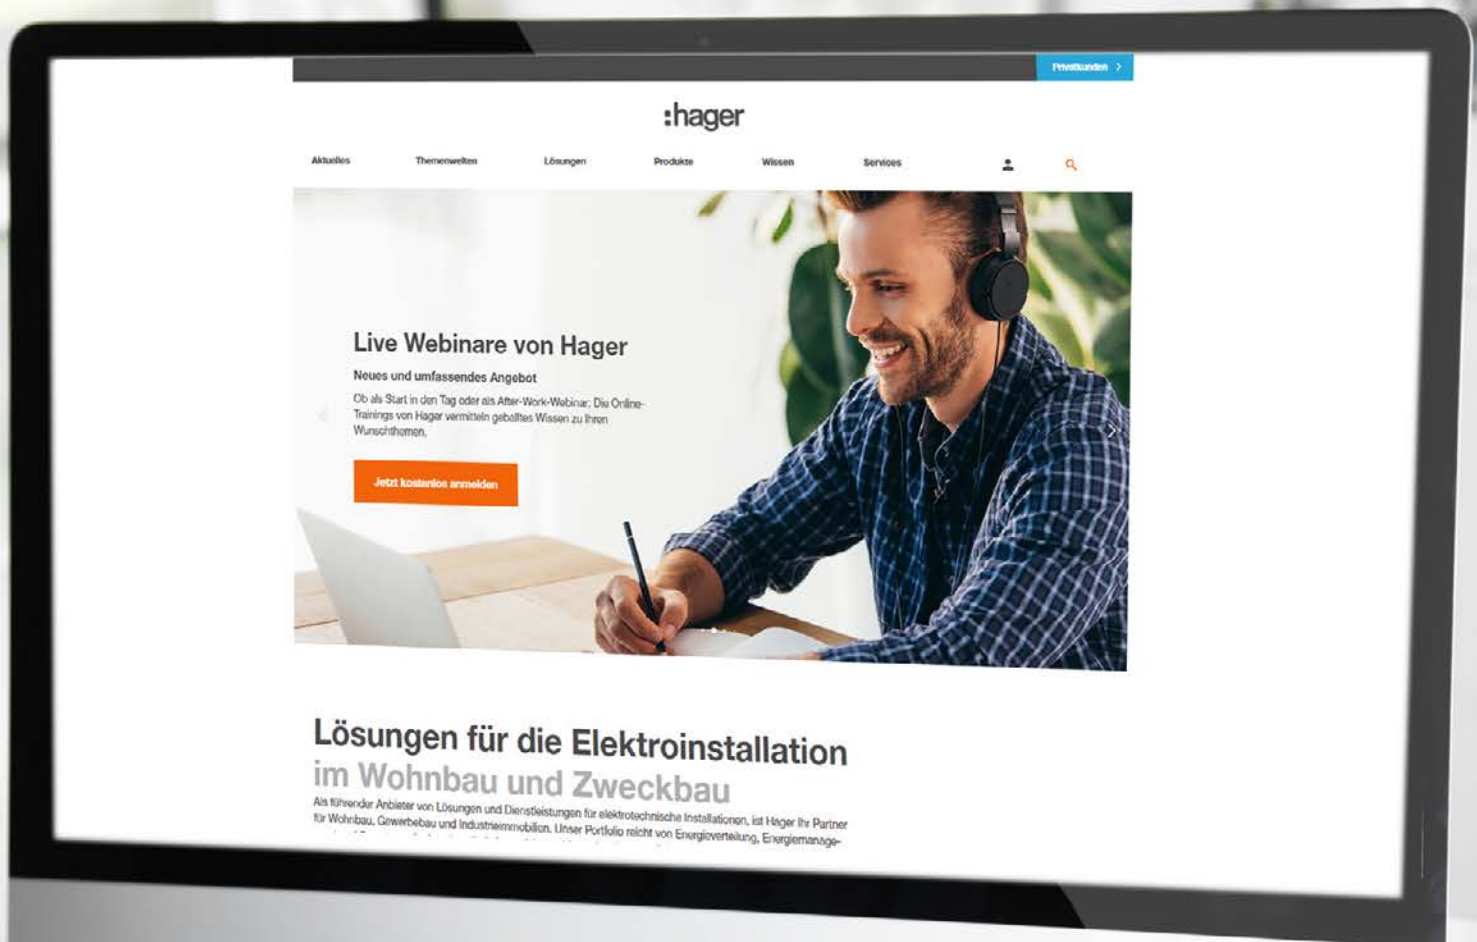 Privatkunden >
:hager
Aktuelles Themenwelten Lösungen Produkte Wissen Services
Live Webinare von Hager
Neues und umfassendes Angebot
Ob als Start in den Tag oder als After-Work-Webinar: Die Online-
Trainings von Hager vermitteln geballtes Wissen zu Ihren
Wunschthemen.
Jetzt kostenlos anmelden
Lösungen für die Elektroinstallation
im Wohnbau und Zweckbau
Als führender Anbieter von Lösungen und Dienstleistungen für elektrotechnische Installationen, ist Hager Ihr Partner
für Wohnbau, Gewerbebau und Industrieimmobilien. Unser Portfolio reicht von Energieverteilung, Energiemanage-